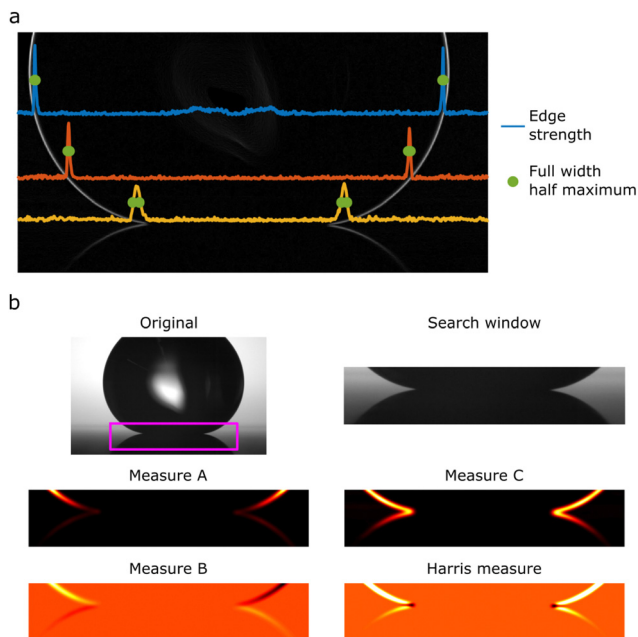 a
Edge
strength
Full width
half maximum
b
Original
Search window
Measure A
Measure C
Measure B
Harris measure